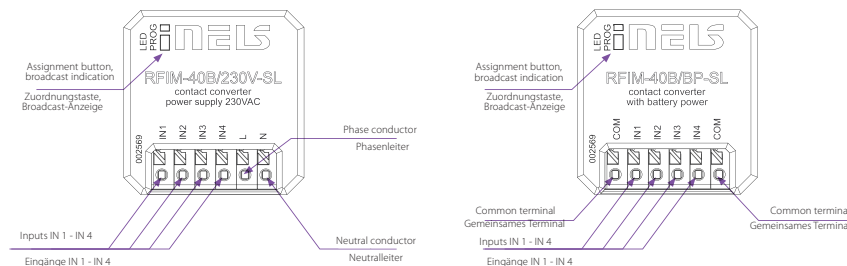 LED
PROG
iNELS
RFIM-40B/230V-SL
contact converter
power supply 230VAC
Assignment button,
broadcast indication
Zuordnungstaste,
Broadcast-Anzeige
002569
IN1
IN2
IN3
IN4
L
N
Phase conductor
Phasenleiter
Inputs IN 1 - IN 4
Eingänge IN 1 - IN 4
Neutral conductor
Neutralleiter
LED
PROG
iNELS
RFIM-40B/BP-SL
contact converter
with battery power
Assignment button,
broadcast indication
Zuordnungstaste,
Broadcast-Anzeige
002569
COM
IN1
IN2
IN3
IN4
COM
Common terminal
Gemeinsames Terminal
Inputs IN 1 - IN 4
Eingänge IN 1 - IN 4
Common termina
Gemeinsames Termina